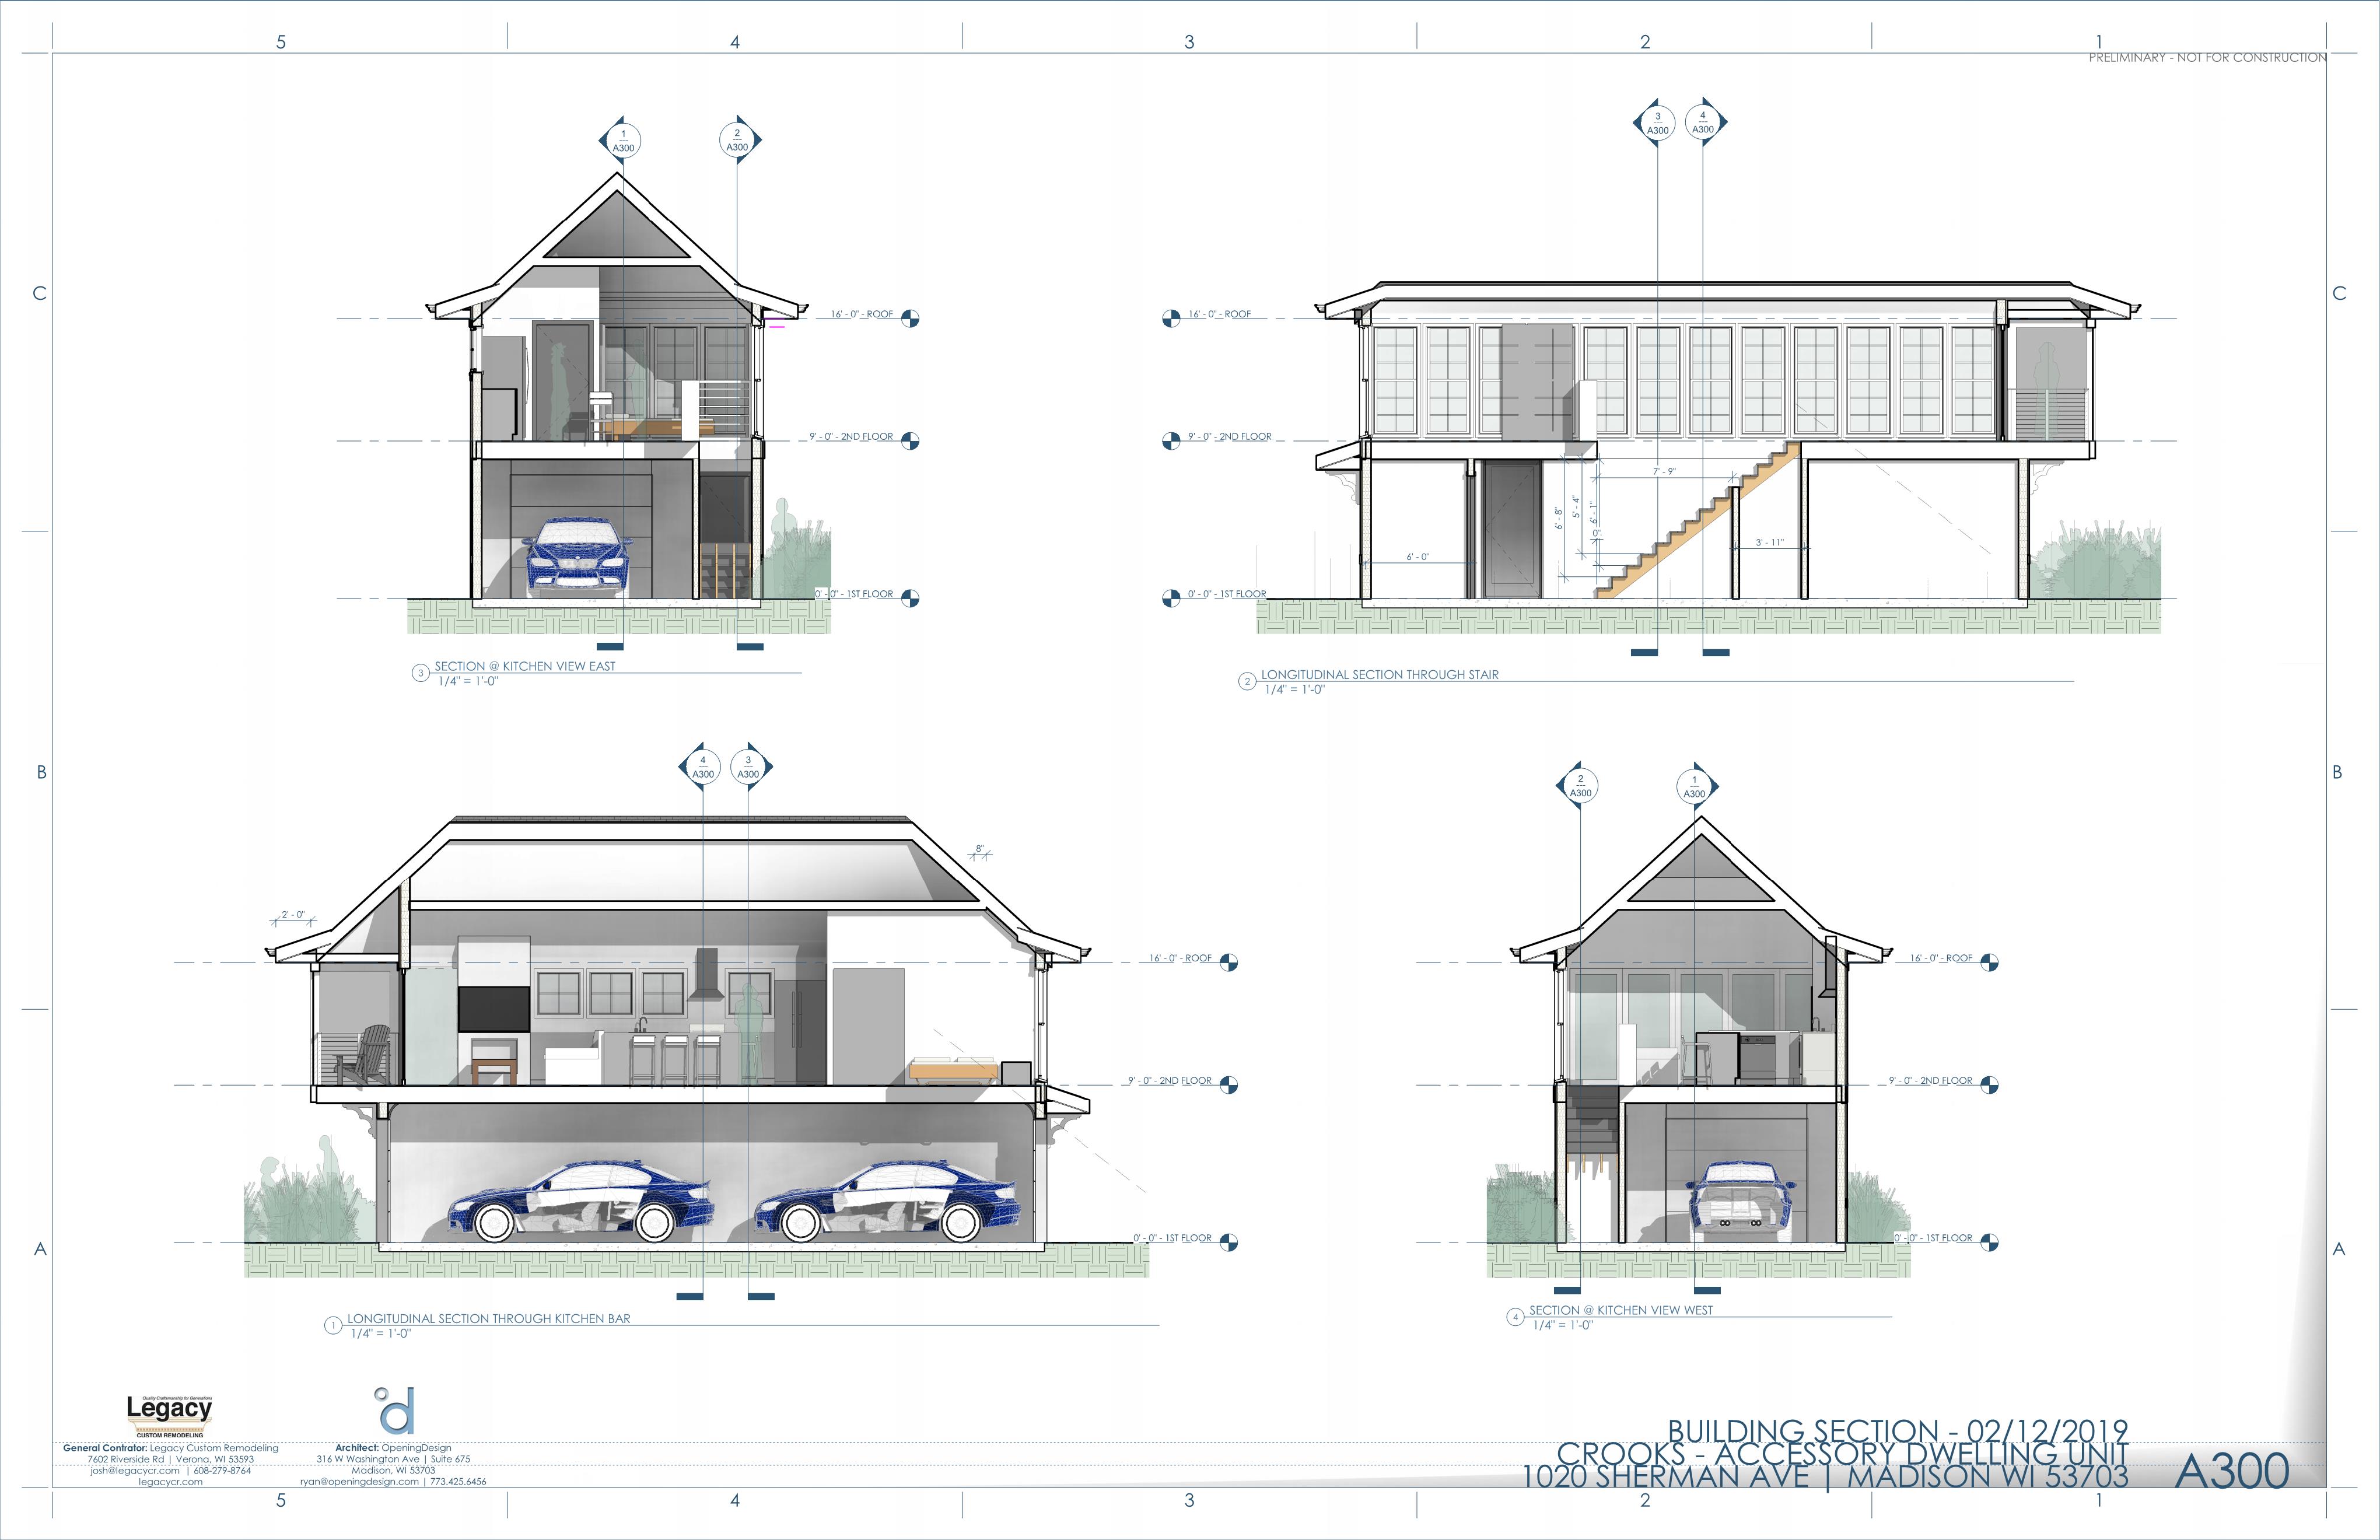 5
4
3
2
1
PRELIMINARY - NOT FOR CONSTRUCTION
C
C
B
B
A
A
1
A300
2
A300
16' - 0" - ROOF
9' - 0" - 2ND FLOOR
0' - 0" - 1ST FLOOR
3
SECTION @ KITCHEN VIEW EAST
1/4" = 1'-0"
3
A300
4
A300
16' - 0" - ROOF
9' - 0" - 2ND FLOOR
0' - 0" - 1ST FLOOR
7' - 9"
6' - 8"
5' - 4"
6' - 1"
6' - 0"
3' - 11"
2
LONGITUDINAL SECTION THROUGH STAIR
1/4" = 1'-0"
4
A300
3
A300
8"
2' - 0"
16' - 0" - ROOF
9' - 0" - 2ND FLOOR
0' - 0" - 1ST FLOOR
1
LONGITUDINAL SECTION THROUGH KITCHEN BAR
1/4" = 1'-0"
2
A300
1
A300
16' - 0" - ROOF
9' - 0" - 2ND FLOOR
0' - 0" - 1ST FLOOR
4
SECTION @ KITCHEN VIEW WEST
1/4" = 1'-0"
Quality Craftsmanship for Generations
Legacy
CUSTOM REMODELING
General Contrator: Legacy Custom Remodeling
7602 Riverside Rd | Verona, WI 53593
josh@legacycr.com | 608-279-8764
legacycr.com
Architect: OpeningDesign
316 W Washington Ave | Suite 675
Madison, WI 53703
ryan@openingdesign.com | 773.425.6456
BUILDING SECTION - 02/12/2019
CROOKS - ACCESSORY DWELLING UNIT
1020 SHERMAN AVE | MADISON WI 53703
A300
5
4
3
2
1